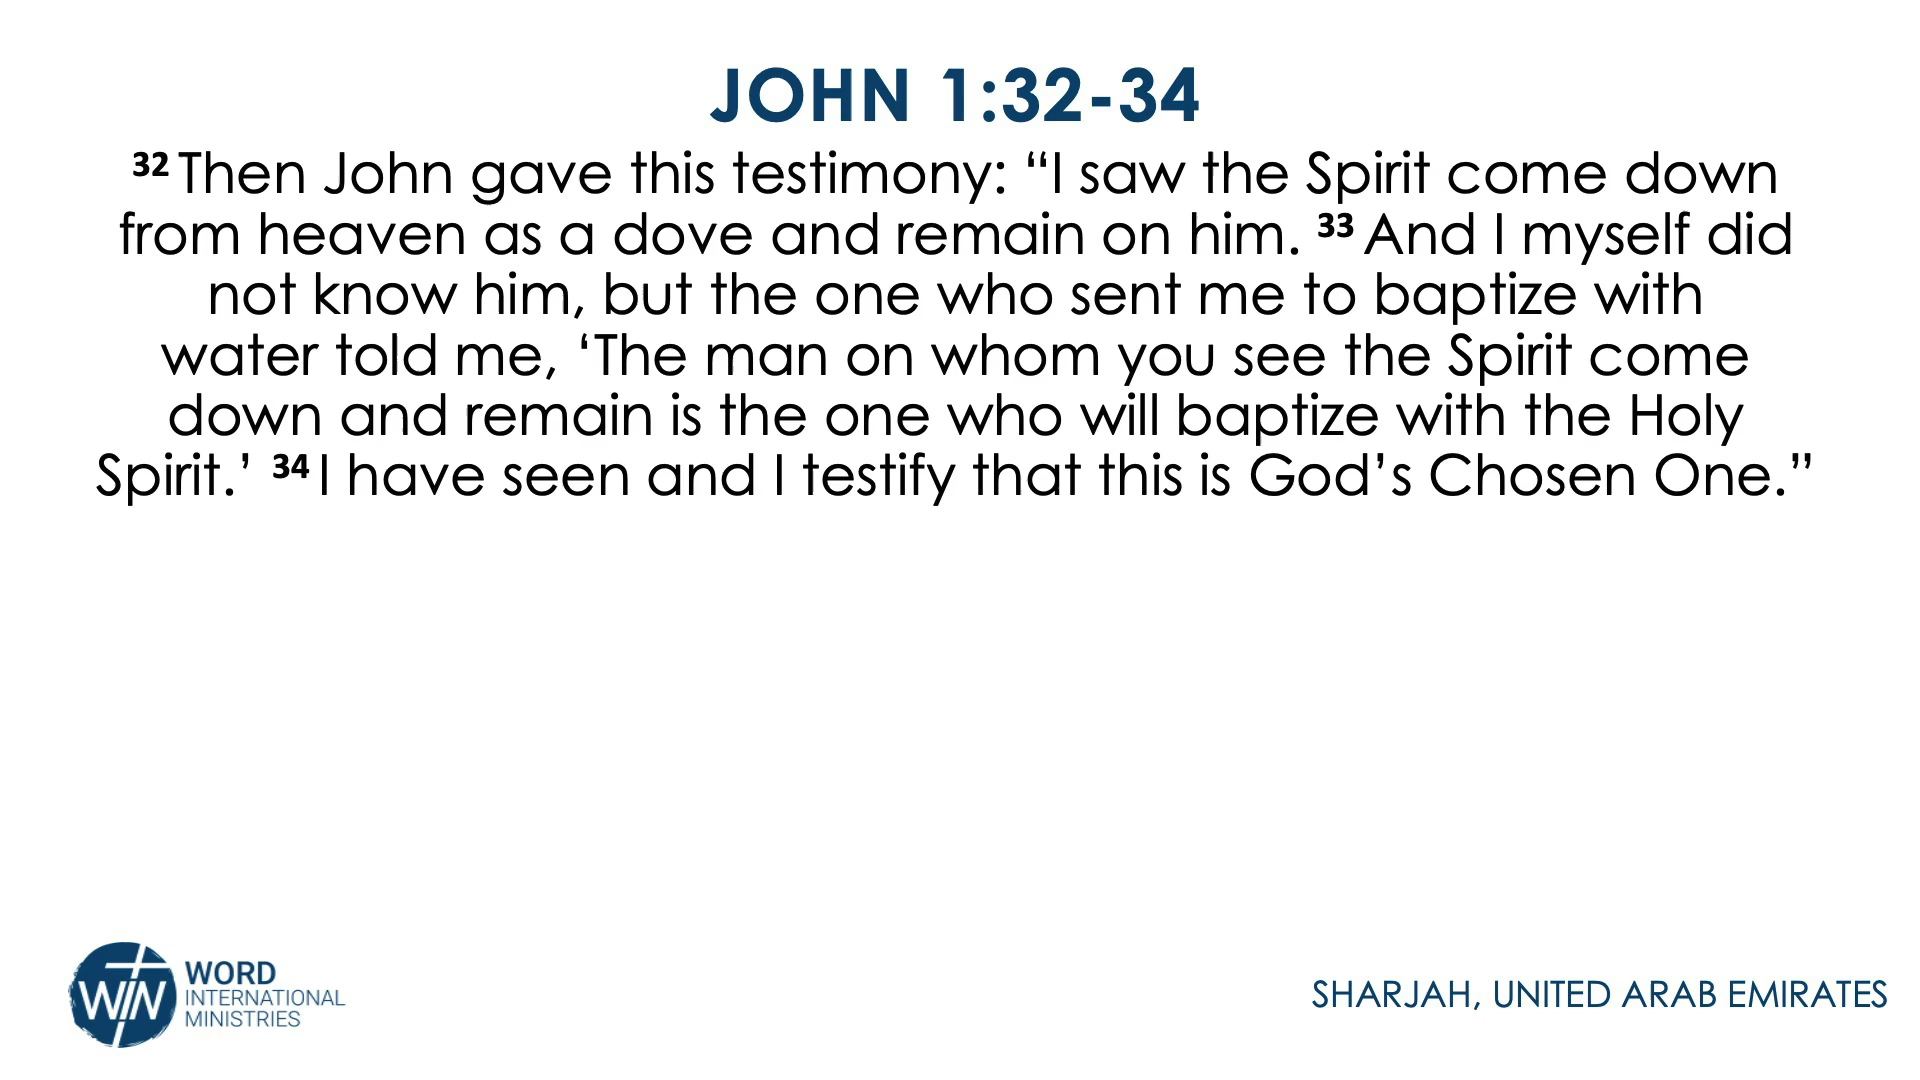 JOHN 1:32-34
32 Then John gave this testimony: “I saw the Spirit come down
from heaven as a dove and remain on him. 33 And I myself did
not know him, but the one who sent me to baptize with
water told me, ‘The man on whom you see the Spirit come
down and remain is the one who will baptize with the Holy
Spirit.’ 34 I have seen and I testify that this is God’s Chosen One.”
WIN
WORD
INTERNATIONAL
MINISTRIES
SHARJAH, UNITED ARAB EMIRATES